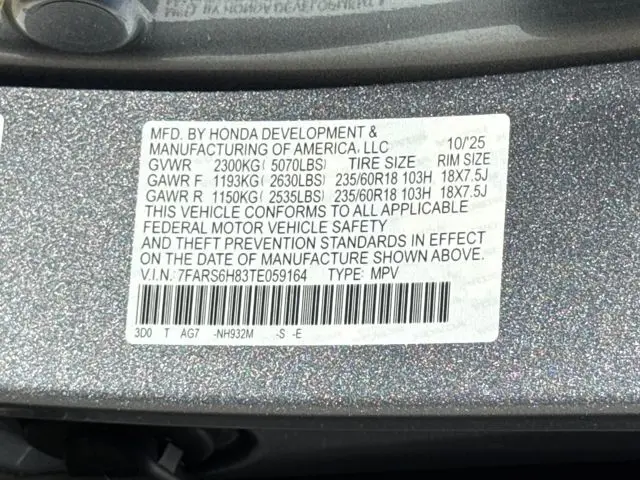 MFD. BY HONDA DEVELOPMENT &
MANUFACTURING OF AMERICA, LLC 10/'25
GVWR 2300KG ( 5070LBS) TIRE SIZE RIM SIZE
GAWR F 1193KG ( 2630LBS) 235/60R18 103H 18X7.5J
GAWR R 1150KG ( 2535LBS) 235/60R18 103H 18X7.5J
THIS VEHICLE CONFORMS TO ALL APPLICABLE
FEDERAL MOTOR VEHICLE SAFETY
AND THEFT PREVENTION STANDARDS IN EFFECT
ON THE DATE OF MANUFACTURE SHOWN ABOVE.
V.I.N.: 7FARS6H83TE059164 TYPE: MPV
3D0 T AG7 -NH932M -S -E